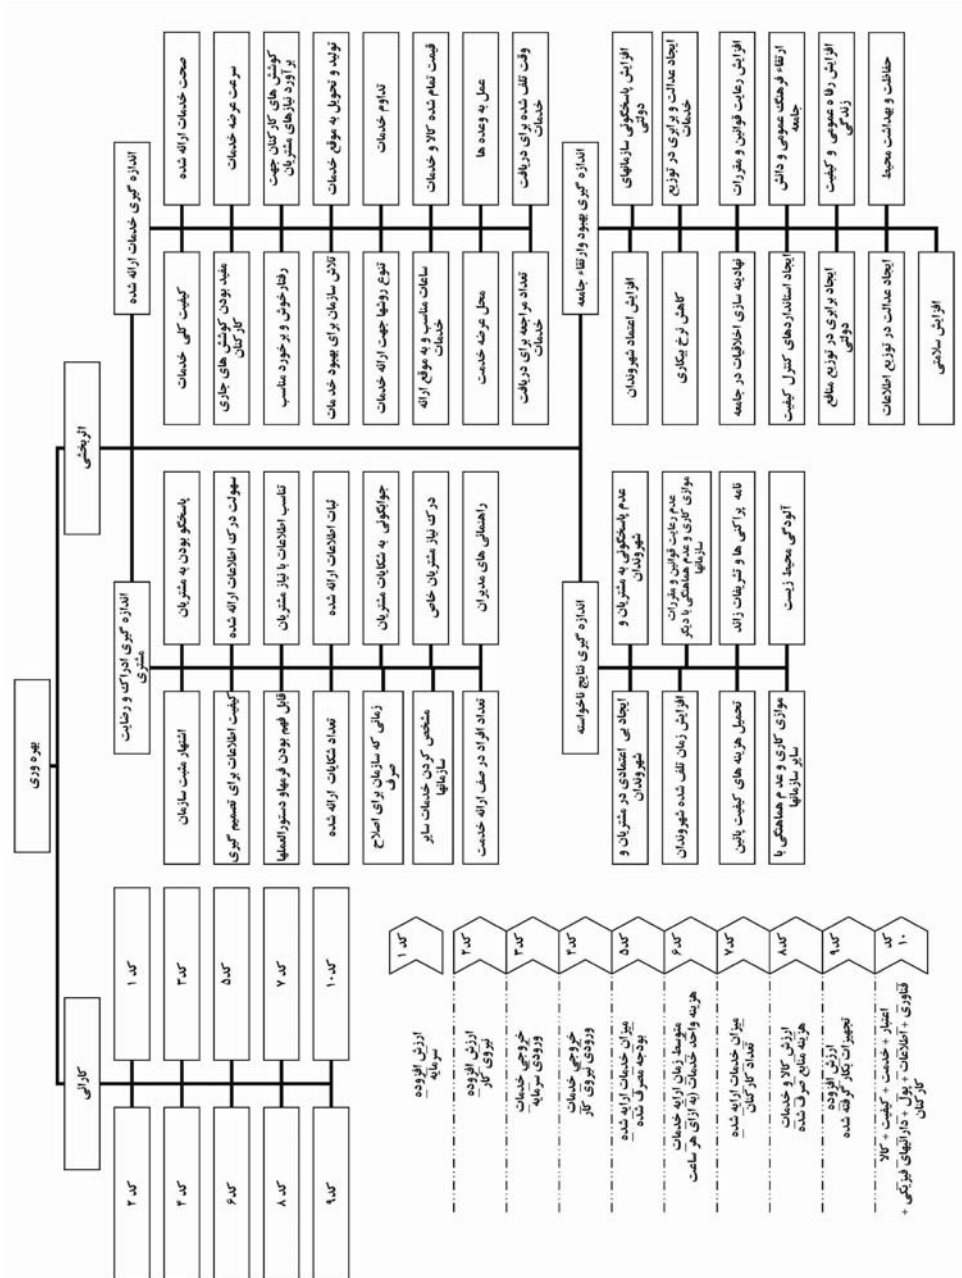 بهره وری
اثربخشی
کارائی
اندازه گیری خدمات ارائه شده
صحت خدمات ارائه شده
سرعت عرضه خدمات
کوشش های کارکنان جهت
برآورد نیازهای مشتریان
تولید و تحویل به موقع خدمات
تداوم خدمات
قیمت تمام شده کالا و خدمات
عمل به وعده ها
وقت تلف شده برای دریافت
خدمات
کیفیت کلی خدمات
مفید بودن کوشش های جاری
کارکنان
رفتارخوش و برخورد مناسب
تلاش سازمان برای بهبود خدمات
تنوع روشها جهت ارائه خدمات
ساعات مناسب و به موقع ارائه
خدمات
محل عرضه خدمت
تعداد مراجعه برای دریافت
خدمات
اندازه گیری بهبود وارتقاء جامعه
افزایش پاسخگوئی سازمانهای
دولتی
ایجاد عدالت و برابری در توزیع
خدمات
افزایش رعایت قوانین و مقررات
ارتقاء فرهنگ عمومی و دانش
جامعه
افزایش رفاه عمومی و کیفیت
زندگی
حفاظت و بهداشت محیط
افزایش اعتماد شهروندان
کاهش نرخ بیکاری
نهادینه سازی اخلاقیات در جامعه
ایجاد استانداردهای کنترل کیفیت
ایجاد برابری در توزیع منافع
دولتی
ایجاد عدالت در توزیع اطلاعات
افزایش سلامتی
اندازه گیری ادراک و رضایت
مشتری
پاسخگو بودن به مشتریان
سهولت درک اطلاعات ارائه شده
تناسب اطلاعات با نیاز مشتریان
ثبات اطلاعات ارائه شده
جوابگوئی به شکایات مشتریان
درک نیاز مشتریان خاص
راهنمائی های مدیران
اشتهار مثبت سازمان
کیفیت اطلاعات برای تصمیم گیری
قابل فهم بودن فرمهاو دستورالعملها
تعداد شکایات ارائه شده
زمانی که سازمان برای اصلاح
صرف
مشخص کردن خدمات سایر
سازمانها
تعداد افراد در صف ارائه خدمت
اندازه گیری نتایج ناخواسته
عدم پاسخگوئی به مشتریان و
شهروندان
عدم رعایت قوانین و مقررات
موازی کاری و عدم هماهنگی با دیگر
سازمانها
نامه پراکنی ها و تشریفات زائد
آلودگی محیط زیست
ایجاد بی اعتمادی در مشتریان و
شهروندان
افزایش زمان تلف شده شهروندان
تحمیل هزینه های کیفیت پائین
موازی کاری و عدم هماهنگی با
سایر سازمانها
کد ۱
کد۳
کد۵
کد ۷
کد۱۰
کد ۲
کد ۴
کد۶
کد ۸
کد۹
کد ۱
ارزش افزوده
سرمایه
کد۲
ارزش افزوده
نیروی کار
کد۳
خروجی خدمات
ورودی سرمایه
کد۴
خروجی خدمات
ورودی نیروی کار
کد۵
میزان خدمات ارایه شده
بودجه مصرف شده
کد ۶
متوسط زمان ارایه خدمات
هزینه واحد خدمات (به ازای هر ساعت
کد۷
میزان خدمات ارایه شده
تعداد کارکنان
کد۸
ارزش کالا و خدمات
هزینه منابع صرف شده
کد۹
ارزش افزوده
تجهیزات بکار گرفته شده
کد
۱۰
اعتبار + خدمت + کیفیت + کالا
فناوری + اطلاعات + پول + دارائیهای فیزیکی +
کارکنان